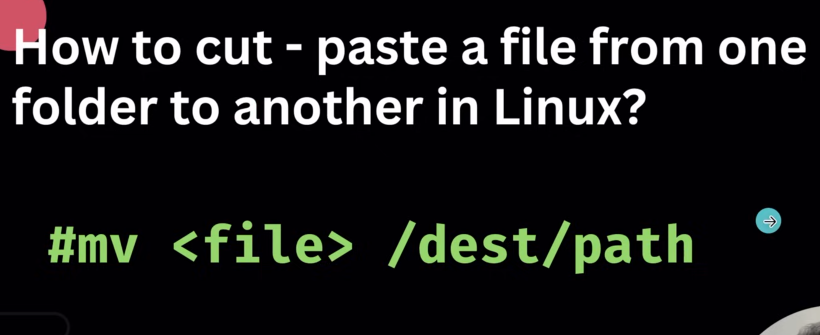 How to cut - paste a file from one
folder to another in Linux?
#mv <file> /dest/path